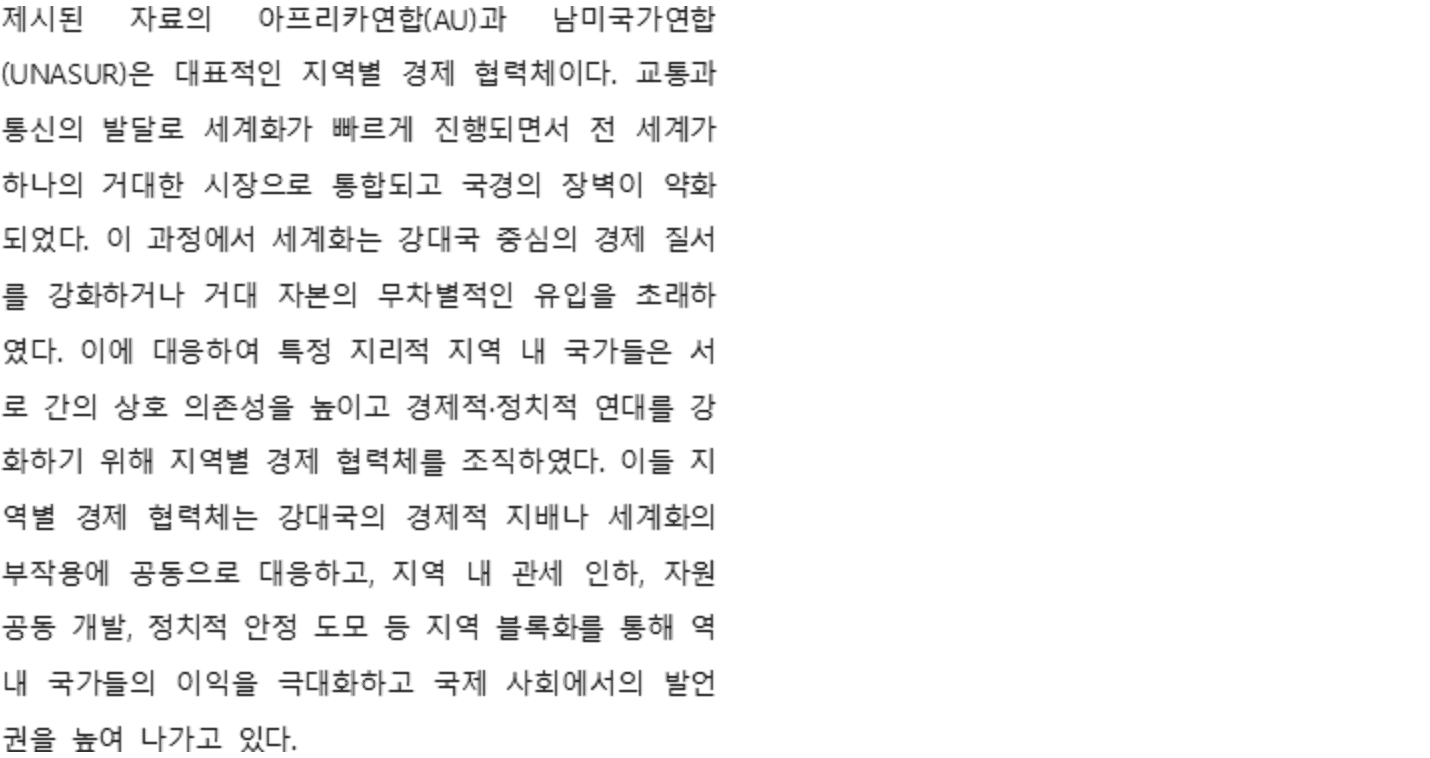 제시된 자료의 아프리카연합(AU)과 남미국가연합
(UNASUR)은 대표적인 지역별 경제 협력체이다. 교통과
통신의 발달로 세계화가 빠르게 진행되면서 전 세계가
하나의 거대한 시장으로 통합되고 국경의 장벽이 약화
되었다. 이 과정에서 세계화는 강대국 중심의 경제 질서
를 강화하거나 거대 자본의 무차별적인 유입을 초래하
였다. 이에 대응하여 특정 지리적 지역 내 국가들은 서
로 간의 상호 의존성을 높이고 경제적·정치적 연대를 강
화하기 위해 지역별 경제 협력체를 조직하였다. 이들 지
역별 경제 협력체는 강대국의 경제적 지배나 세계화의
부작용에 공동으로 대응하고, 지역 내 관세 인하, 자원
공동 개발, 정치적 안정 도모 등 지역 블록화를 통해 역
내 국가들의 이익을 극대화하고 국제 사회에서의 발언
권을 높여 나가고 있다.